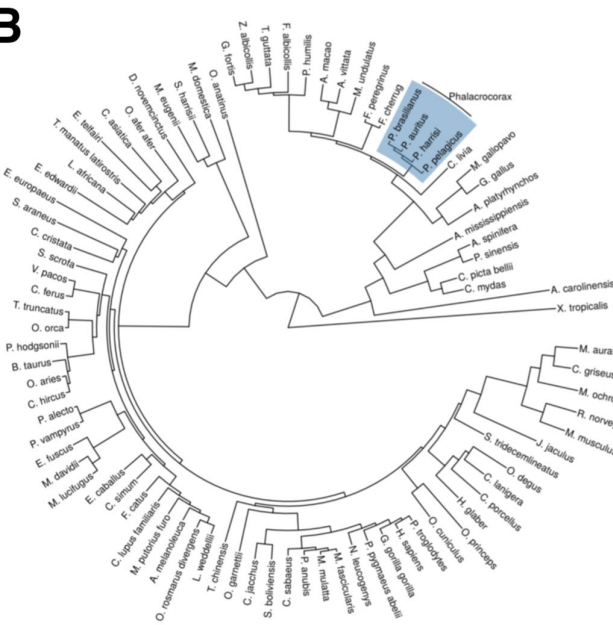 B
Z. albicollis
T. guttata
F. albicollis
P. humilis
G. fortis
A. macao
A. vittata
M. undulatus
F. peregrinus
F. cherrug
P. brasilianus
P. auritus
P. harrisi
P. pelagicus
Phalacrocorax
C. livia
M. gallopavo
G. gallus
A. platyrhynchos
A. mississippiensis
A. spinifera
P. sinensis
C. picta bellii
C. mydas
A. carolinensis
X. tropicalis
M. aura
C. griseus
M. ochro
R. norve
M. musculu
J. jaculus
S. tridecemlineatus
O. degus
C. lanigera
C. porcellus
H. glaber
O. princeps
O. cuniculus
P. troglodytes
H. sapiens
G. gorilla gorilla
P. pygmaeus abelii
N. leucogenys
M. fascicularis
M. mulatta
P. anubis
C. sabaeus
S. boliviensis
C. jacchus
O. garnettii
T. chinensis
L. weddellii
O. rosmarus divergens
A. melanoleuca
M. putorius furo
C. lupus familiaris
F. catus
C. simum
E. caballus
M. lucifugus
M. davidii
E. fuscus
P. vampyrus
P. alecto
C. hircus
O. aries
B. taurus
P. hodgsonii
O. orca
T. truncatus
C. ferus
V. pacos
S. scrofa
C. cristata
S. araneus
E. europaeus
E. edwardii
L. africana
T. manatus latirostris
E. telfairi
C. asiatica
O. afer afer
D. novemcinctus
M. eugenii
S. harrisii
M. domestica
O. anatinus